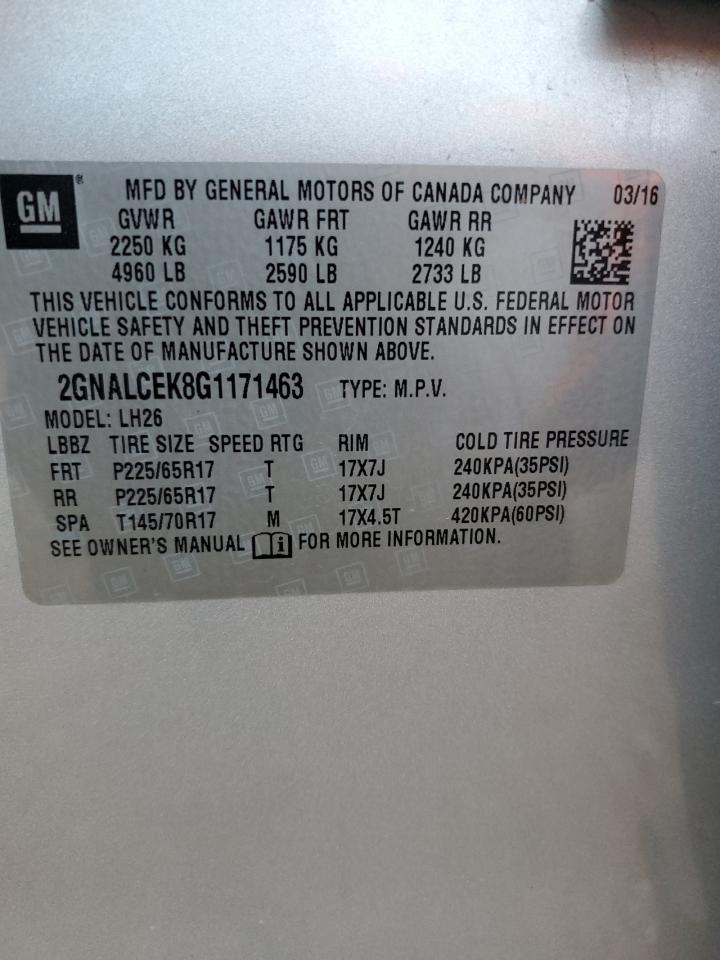 GM ® MFD BY GENERAL MOTORS OF CANADA COMPANY 03/16
GVWR GAWR FRT GAWR RR
2250 KG 1175 KG 1240 KG
4960 LB 2590 LB 2733 LB
THIS VEHICLE CONFORMS TO ALL APPLICABLE U.S. FEDERAL MOTOR
VEHICLE SAFETY AND THEFT PREVENTION STANDARDS IN EFFECT ON
THE DATE OF MANUFACTURE SHOWN ABOVE.
2GNALCEK8G1171463 TYPE: M.P.V.
MODEL: LH26
LBBZ TIRE SIZE SPEED RTG RIM COLD TIRE PRESSURE
FRT P225/65R17 T 17X7J 240KPA(35PSI)
RR P225/65R17 T 17X7J 240KPA(35PSI)
SPA T145/70R17 M 17X4.5T 420KPA(60PSI)
SEE OWNER'S MANUAL i FOR MORE INFORMATION.